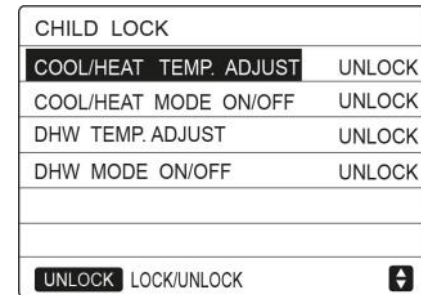 CHILD LOCK
COOL/HEAT TEMP. ADJUST UNLOCK
COOL/HEAT MODE ON/OFF UNLOCK
DHW TEMP. ADJUST UNLOCK
DHW MODE ON/OFF UNLOCK
UNLOCK LOCK/UNLOCK